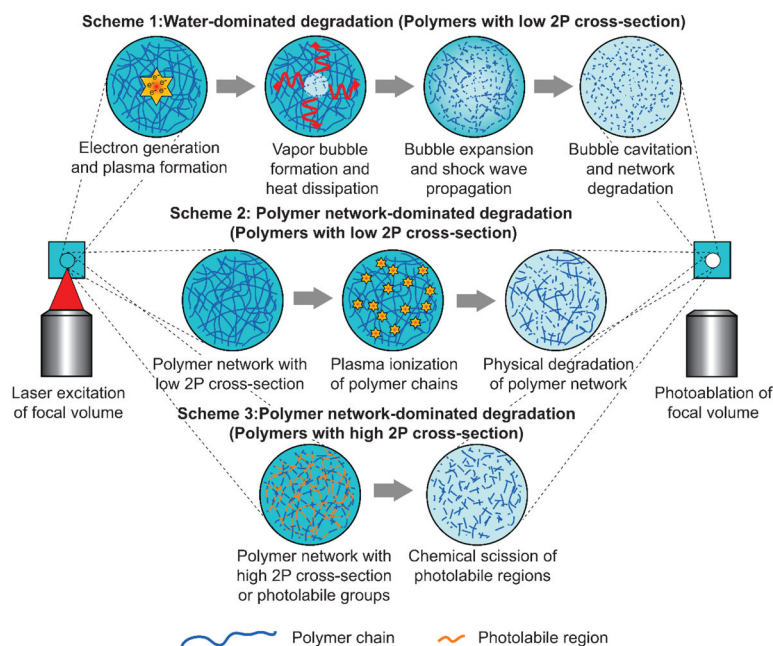 Scheme 1:Water-dominated degradation (Polymers with low 2P cross-section)
Electron generation
and plasma formation
Vapor bubble
formation and
heat dissipation
Bubble expansion
and shock wave
propagation
Bubble cavitation
and network
degradation
Scheme 2: Polymer network-dominated degradation
(Polymers with low 2P cross-section)
Polymer network with
low 2P cross-section
Plasma ionization
of polymer chains
Physical degradation
of polymer network
Laser excitation
of focal volume
Photoablation of
focal volume
Scheme 3:Polymer network-dominated degradation
(Polymers with high 2P cross-section)
Polymer network with
high 2P cross-section
or photolabile groups
Chemical scission of
photolabile regions
Polymer chain
Photolabile region